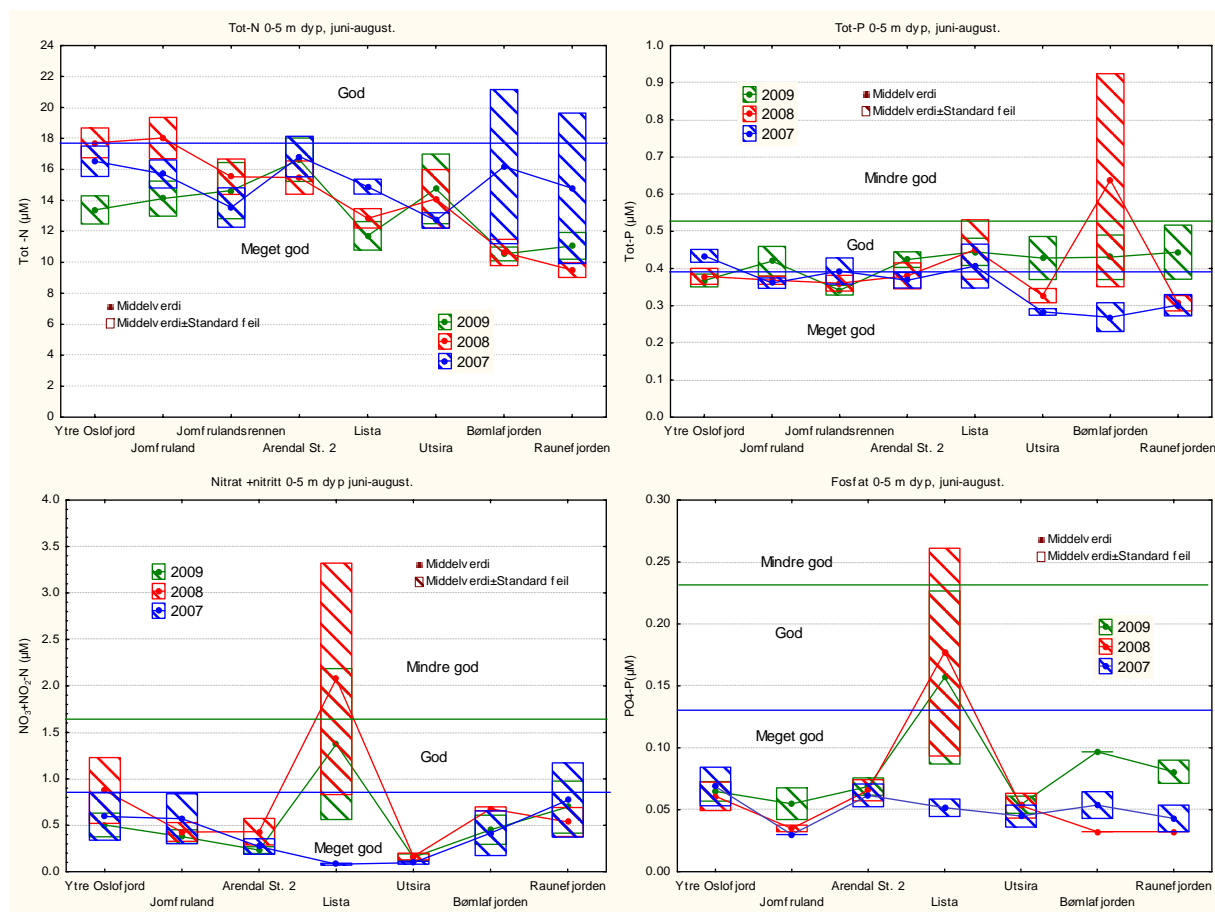 Tot-N 0-5 m dyp, juni-august.
24
22
20
18
16
14
12
10
8
6
4
2
0
Tot -N (µM)
God
Meget god
Middelverdi
Middelverdi±Standard feil
2009
2008
2007
Ytre Oslofjord
Jomfruland
Jomfrulandsrennen
Arendal St. 2
Lista
Utsira
Bømlafjorden
Raunefjorden
Tot-P 0-5 m dyp, juni-august.
1.0
0.9
0.8
0.7
0.6
0.5
0.4
0.3
0.2
0.1
0.0
Tot-P (µM)
2009
2008
2007
Middelverdi
Middelverdi±Standard feil
Mindre god
God
Meget god
Ytre Oslofjord
Jomfruland
Jomfrulandsrennen
Arendal St. 2
Lista
Utsira
Bømlafjorden
Raunefjorden
Nitrat +nitritt 0-5 m dyp juni-august.
4.0
3.5
3.0
2.5
2.0
1.5
1.0
0.5
0.0
NO3+NO2-N (µM)
2009
2008
2007
Middelverdi
Middelverdi±Standard feil
Mindre god
God
Meget god
Ytre Oslofjord
Jomfruland
Arendal St. 2
Lista
Utsira
Bømlafjorden
Raunefjorden
Fosfat 0-5 m dyp, juni-august.
0.30
0.25
0.20
0.15
0.10
0.05
0.00
PO4-P(µM)
Middelverdi
Middelverdi±Standard feil
Mindre god
God
Meget god
2009
2008
2007
Ytre Oslofjord
Jomfruland
Arendal St. 2
Lista
Utsira
Bømlafjorden
Raunefjorden